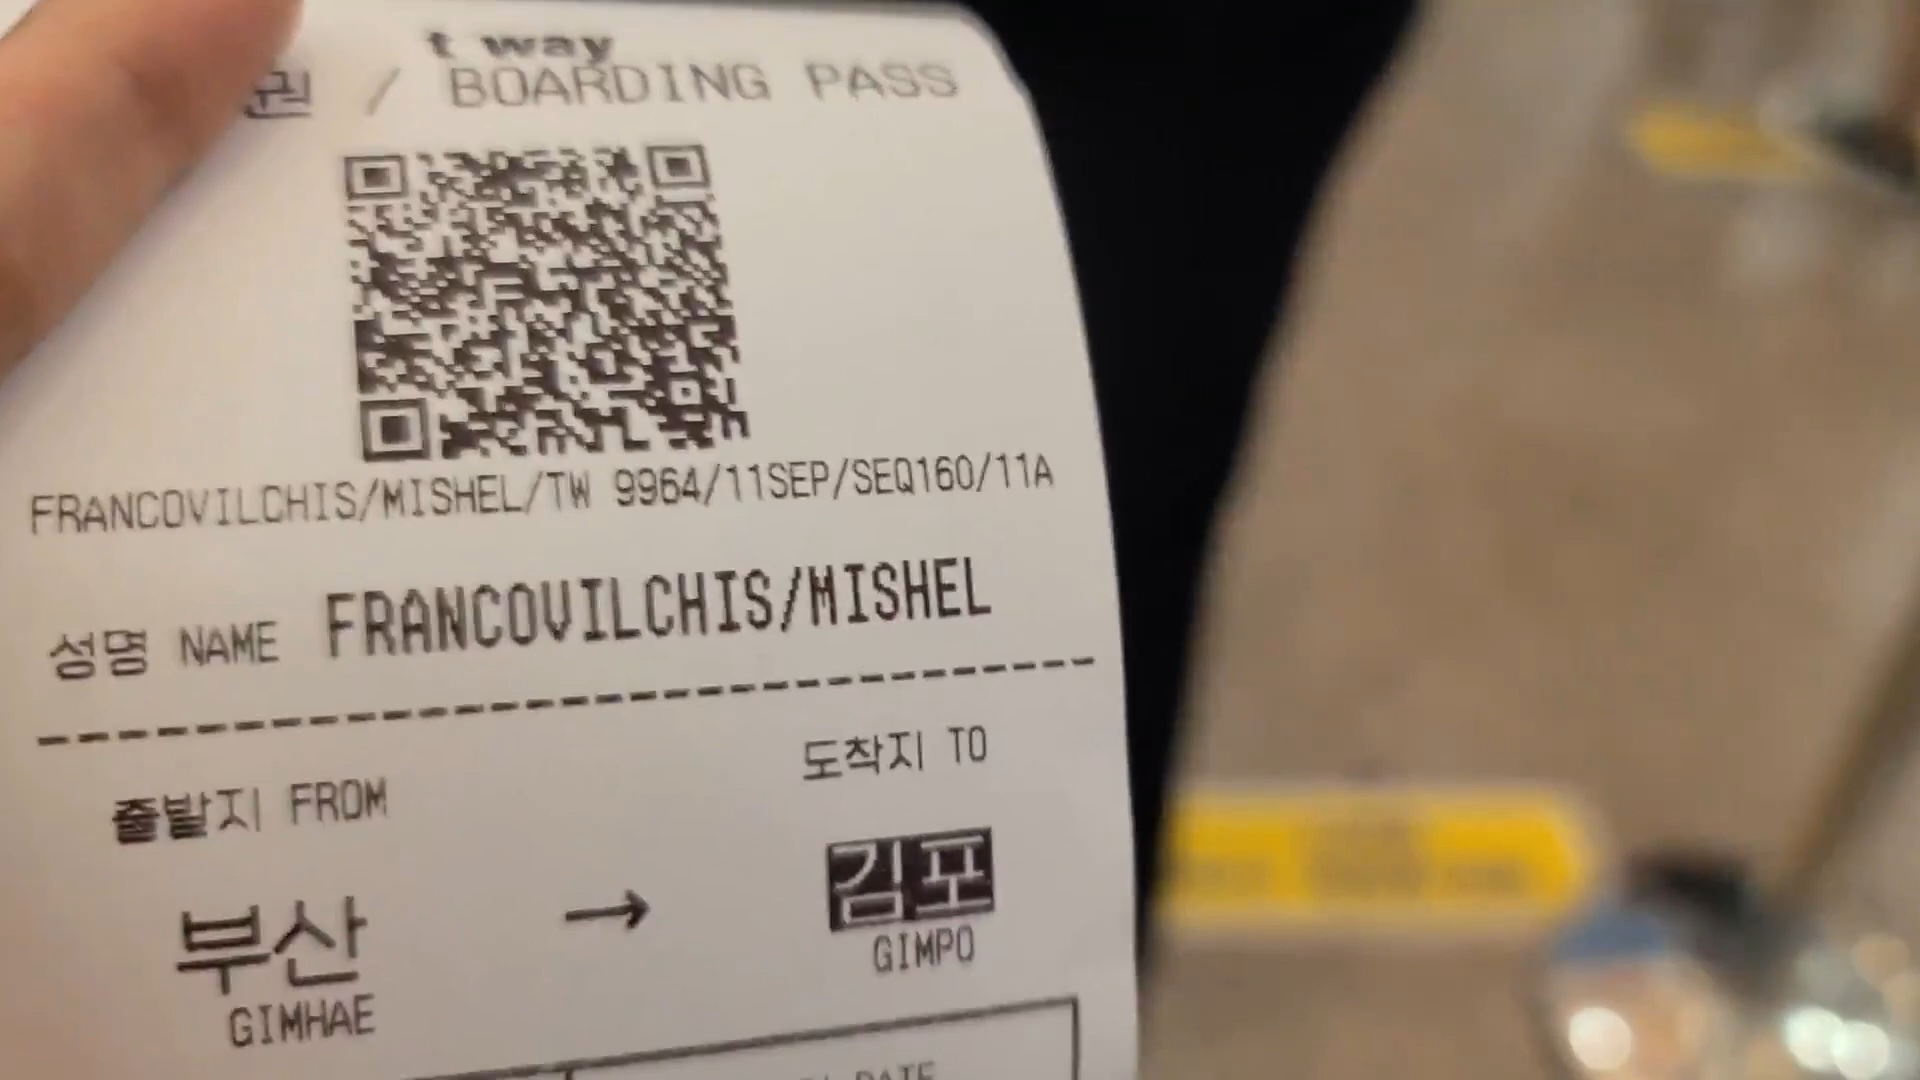 t way
권 / BOARDING PASS
FRANCOVILCHIS/MISHEL/TW 9964/11SEP/SEQ160/11A
성명 NAME FRANCOVILCHIS/MISHEL
도착지 TO
출발지 FROM
부산 → 김포
GIMHAE GIMPO
DATE